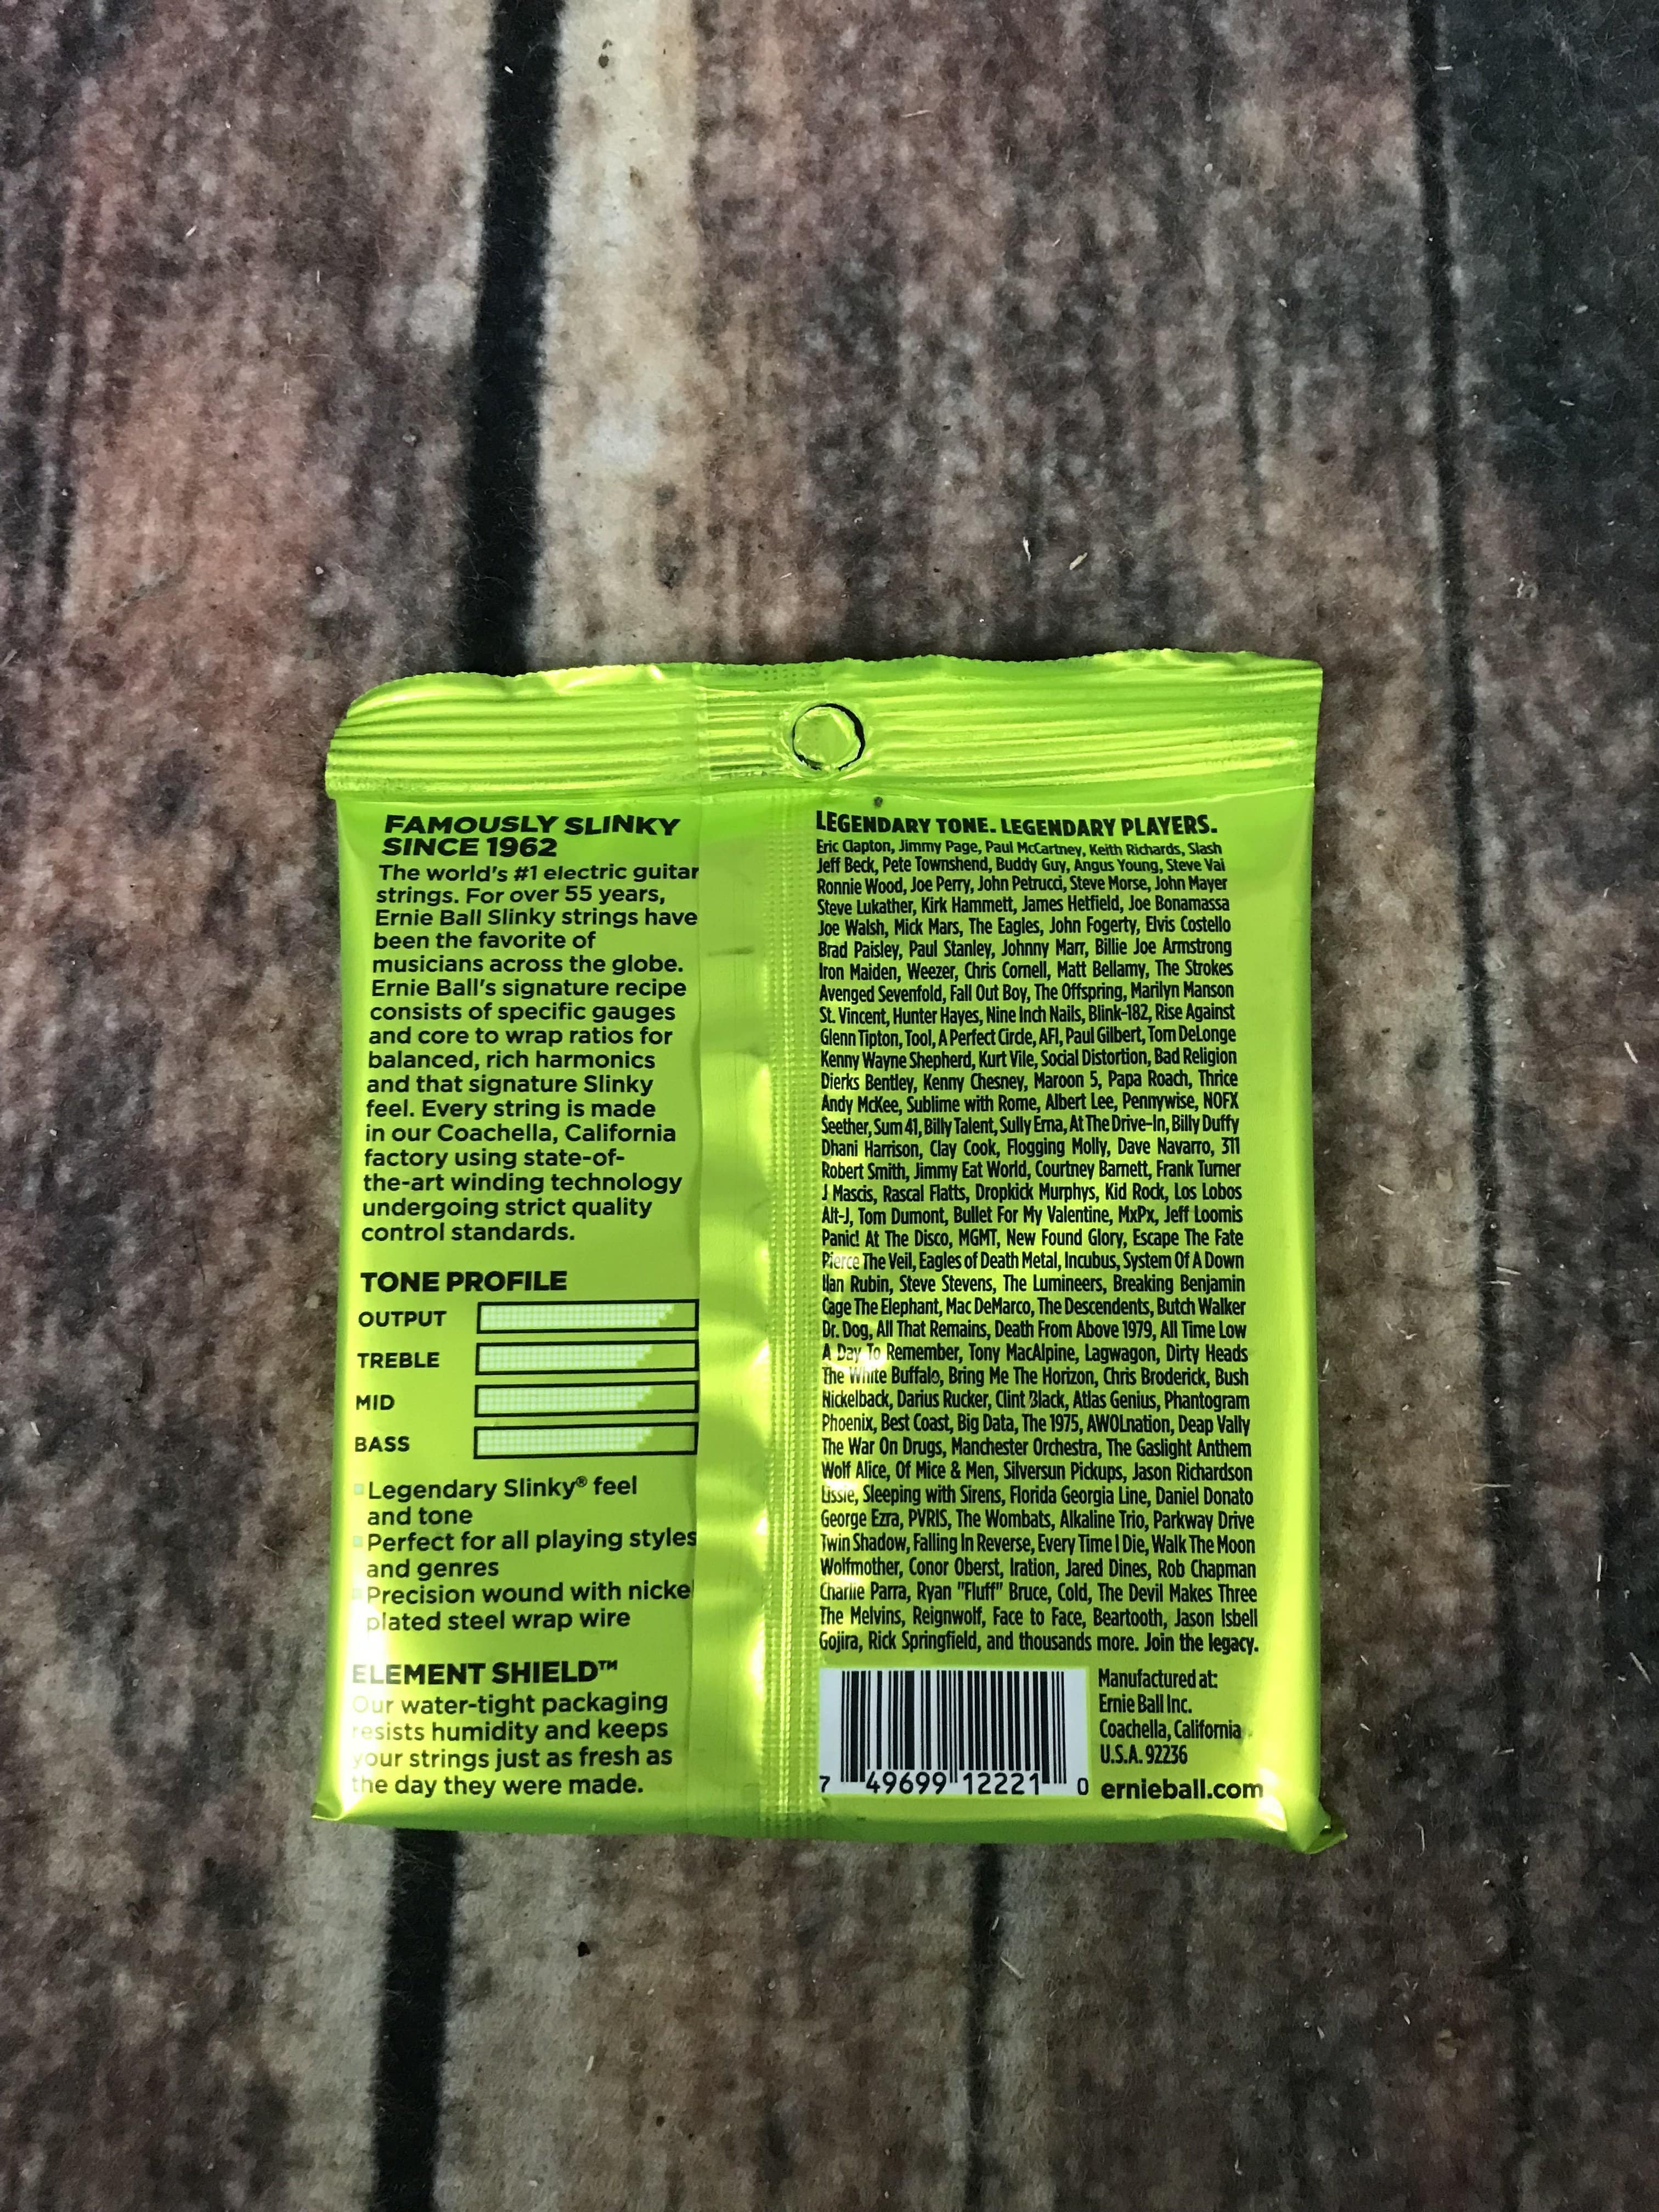 FAMOUSLY SLINKY
SINCE 1962
The world's #1 electric guitar
strings. For over 55 years,
Ernie Ball Slinky strings have
been the favorite of
musicians across the globe.
Ernie Ball's signature recipe
consists of specific gauges
and core to wrap ratios for
balanced, rich harmonics
and that signature Slinky
feel. Every string is made
in our Coachella, California
factory using state-of-
the-art winding technology
undergoing strict quality
control standards.
TONE PROFILE
OUTPUT
TREBLE
MID
BASS
Legendary Slinky® feel
and tone
Perfect for all playing styles
and genres
Precision wound with nickel
plated steel wrap wire
ELEMENT SHIELD™
Our water-tight packaging
resists humidity and keeps
your strings just as fresh as
the day they were made.
LEGENDARY TONE. LEGENDARY PLAYERS.
Eric Clapton, Jimmy Page, Paul McCartney, Keith Richards, Slash
Jeff Beck, Pete Townshend, Buddy Guy, Angus Young, Steve Vai
Ronnie Wood, Joe Perry, John Petrucci, Steve Morse, John Mayer
Steve Lukather, Kirk Hammett, James Hetfield, Joe Bonamassa
Joe Walsh, Mick Mars, The Eagles, John Fogerty, Elvis Costello
Brad Paisley, Paul Stanley, Johnny Marr, Billie Joe Armstrong
Iron Maiden, Weezer, Chris Cornell, Matt Bellamy, The Strokes
Avenged Sevenfold, Fall Out Boy, The Offspring, Marilyn Manson
St. Vincent, Hunter Hayes, Nine Inch Nails, Blink-182, Rise Against
Glenn Tipton, Tool, A Perfect Circle, AFI, Paul Gilbert, Tom DeLonge
Kenny Wayne Shepherd, Kurt Vile, Social Distortion, Bad Religion
Dierks Bentley, Kenny Chesney, Maroon 5, Papa Roach, Thrice
Andy McKee, Sublime with Rome, Albert Lee, Pennywise, NOFX
Seether, Sum 41, Billy Talent, Sully Erna, At The Drive-In, Billy Duffy
Dhani Harrison, Clay Cook, Flogging Molly, Dave Navarro, 311
Robert Smith, Jimmy Eat World, Courtney Barnett, Frank Turner
J Mascis, Rascal Flatts, Dropkick Murphys, Kid Rock, Los Lobos
Alt-J, Tom Dumont, Bullet For My Valentine, MxPx, Jeff Loomis
Panic! At The Disco, MGMT, New Found Glory, Escape The Fate
Pierce The Veil, Eagles of Death Metal, Incubus, System Of A Down
Ilan Rubin, Steve Stevens, The Lumineers, Breaking Benjamin
Cage The Elephant, Mac DeMarco, The Descendents, Butch Walker
Dr. Dog, All That Remains, Death From Above 1979, All Time Low
A Day To Remember, Tony MacAlpine, Lagwagon, Dirty Heads
The White Buffalo, Bring Me The Horizon, Chris Broderick, Bush
Nickelback, Darius Rucker, Clint Black, Atlas Genius, Phantogram
Phoenix, Best Coast, Big Data, The 1975, AWOLnation, Deap Vally
The War On Drugs, Manchester Orchestra, The Gaslight Anthem
Wolf Alice, Of Mice & Men, Silversun Pickups, Jason Richardson
Lissie, Sleeping with Sirens, Florida Georgia Line, Daniel Donato
George Ezra, PVRIS, The Wombats, Alkaline Trio, Parkway Drive
Twin Shadow, Falling In Reverse, Every Time I Die, Walk The Moon
Wolfmother, Conor Oberst, Iration, Jared Dines, Rob Chapman
Charlie Parra, Ryan "Fluff" Bruce, Cold, The Devil Makes Three
The Melvins, Reignwolf, Face to Face, Beartooth, Jason Isbell
Gojira, Rick Springfield, and thousands more. Join the legacy.
7 49699 12221 0
Manufactured at:
Ernie Ball Inc.
Coachella, California
U.S.A. 92236
ernieball.com